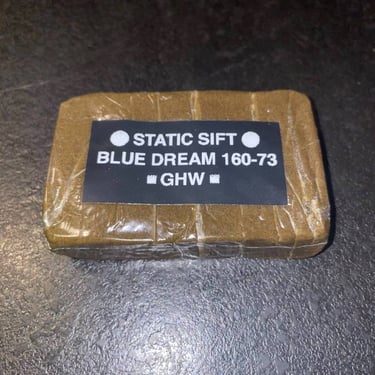 STATIC SIFT
BLUE DREAM 160-73
GHW